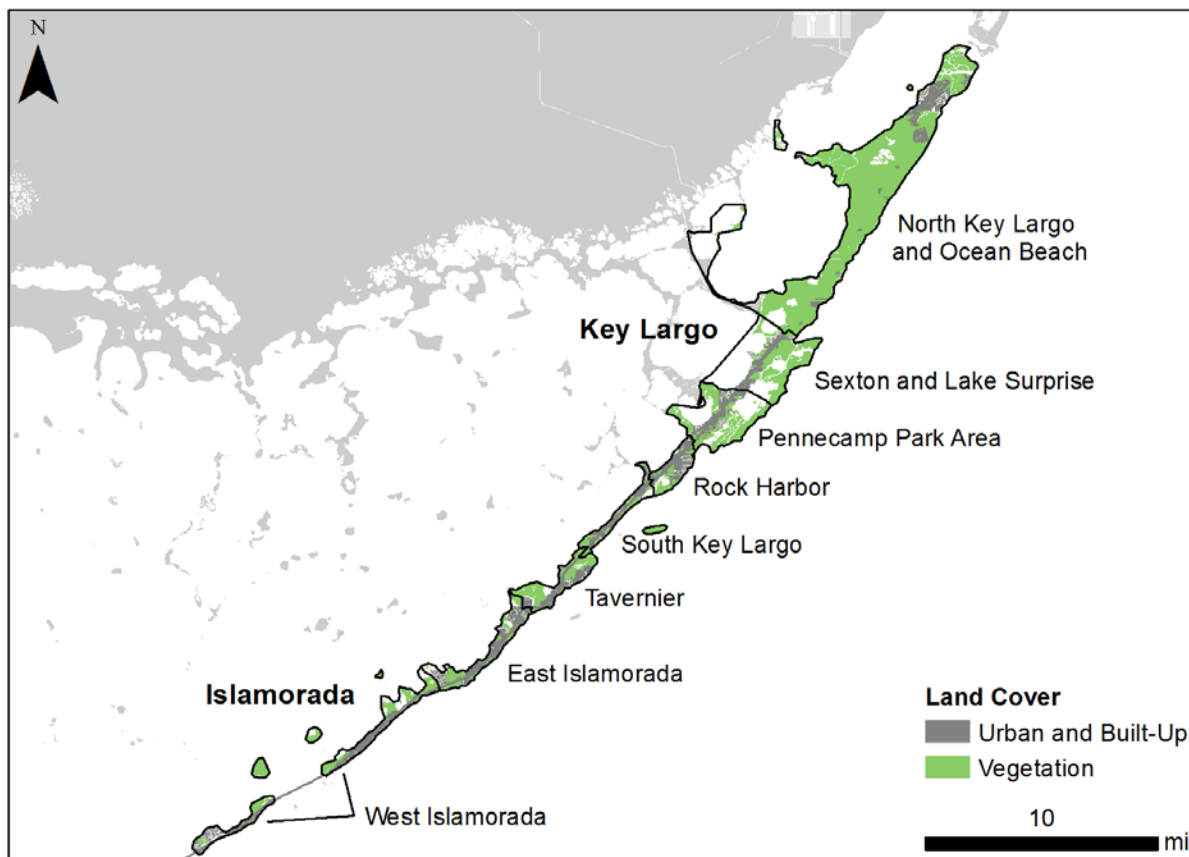 N
North Key Largo
and Ocean Beach
Key Largo
Sexton and Lake Surprise
Pennecamp Park Area
Rock Harbor
South Key Largo
Tavernier
East Islamorada
Islamorada
Land Cover
Urban and Built-Up
Vegetation
West Islamorada
10
mi